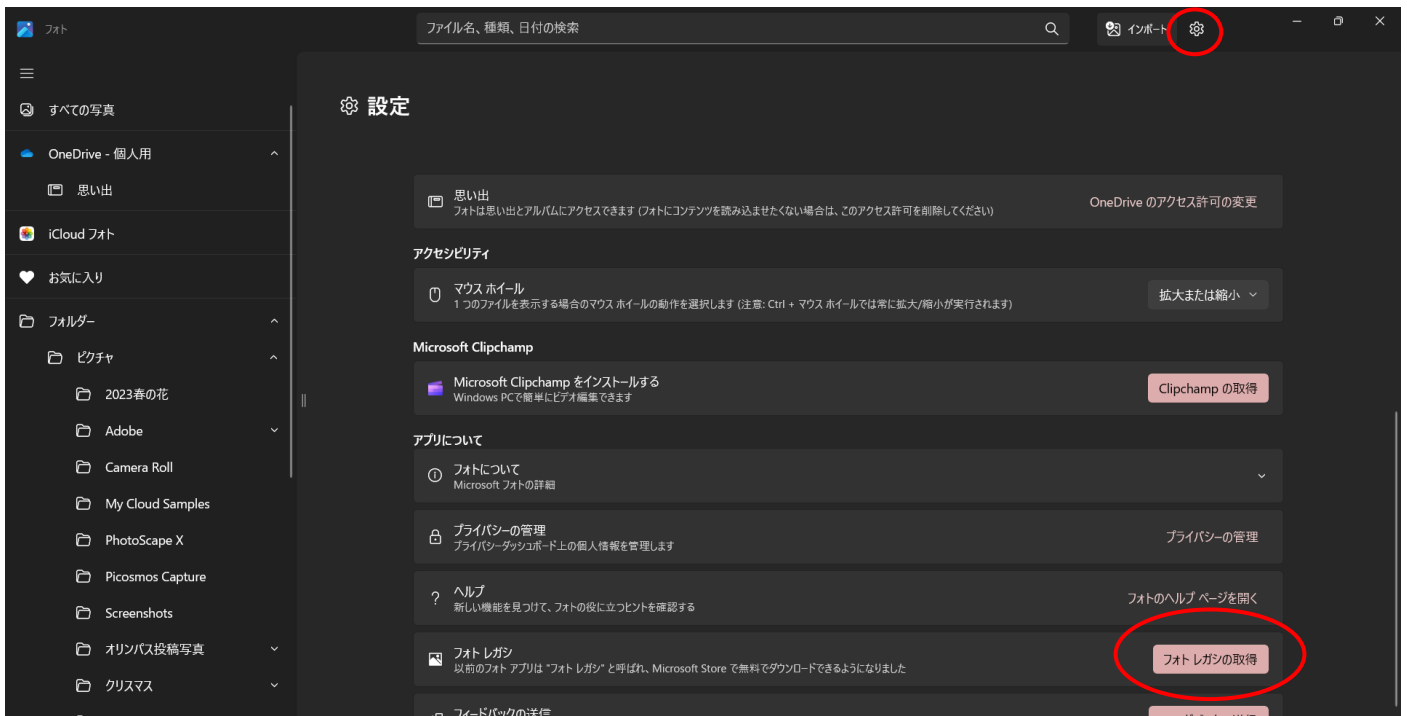 フォト
ファイル名、種類、日付の検索
インポート
すべての写真
OneDrive - 個人用
思い出
iCloud フォト
お気に入り
フォルダー
ピクチャ
2023春の花
Adobe
Camera Roll
My Cloud Samples
PhotoScape X
Picosmos Capture
Screenshots
オリンパス投稿写真
クリスマス
設定
思い出
フォトは思い出とアルバムにアクセスできます (フォトにコンテンツを読み込ませたくない場合は、このアクセス許可を削除してください)
OneDrive のアクセス許可の変更
アクセシビリティ
マウス ホイール
1 つのファイルを表示する場合のマウス ホイールの動作を選択します (注意: Ctrl + マウス ホイールでは常に拡大/縮小が実行されます)
拡大または縮小
Microsoft Clipchamp
Microsoft Clipchamp をインストールする
Windows PCで簡単にビデオ編集できます
Clipchamp の取得
アプリについて
フォトについて
Microsoft フォトの詳細
プライバシーの管理
プライバシーダッシュボード上の個人情報を管理します
プライバシーの管理
ヘルプ
新しい機能を見つけて、フォトの役に立つヒントを確認する
フォトのヘルプ ページを開く
フォト レガシ
以前のフォト アプリは "フォト レガシ" と呼ばれ、Microsoft Store で無料でダウンロードできるようになりました
フォト レガシの取得
フィードバックの送信